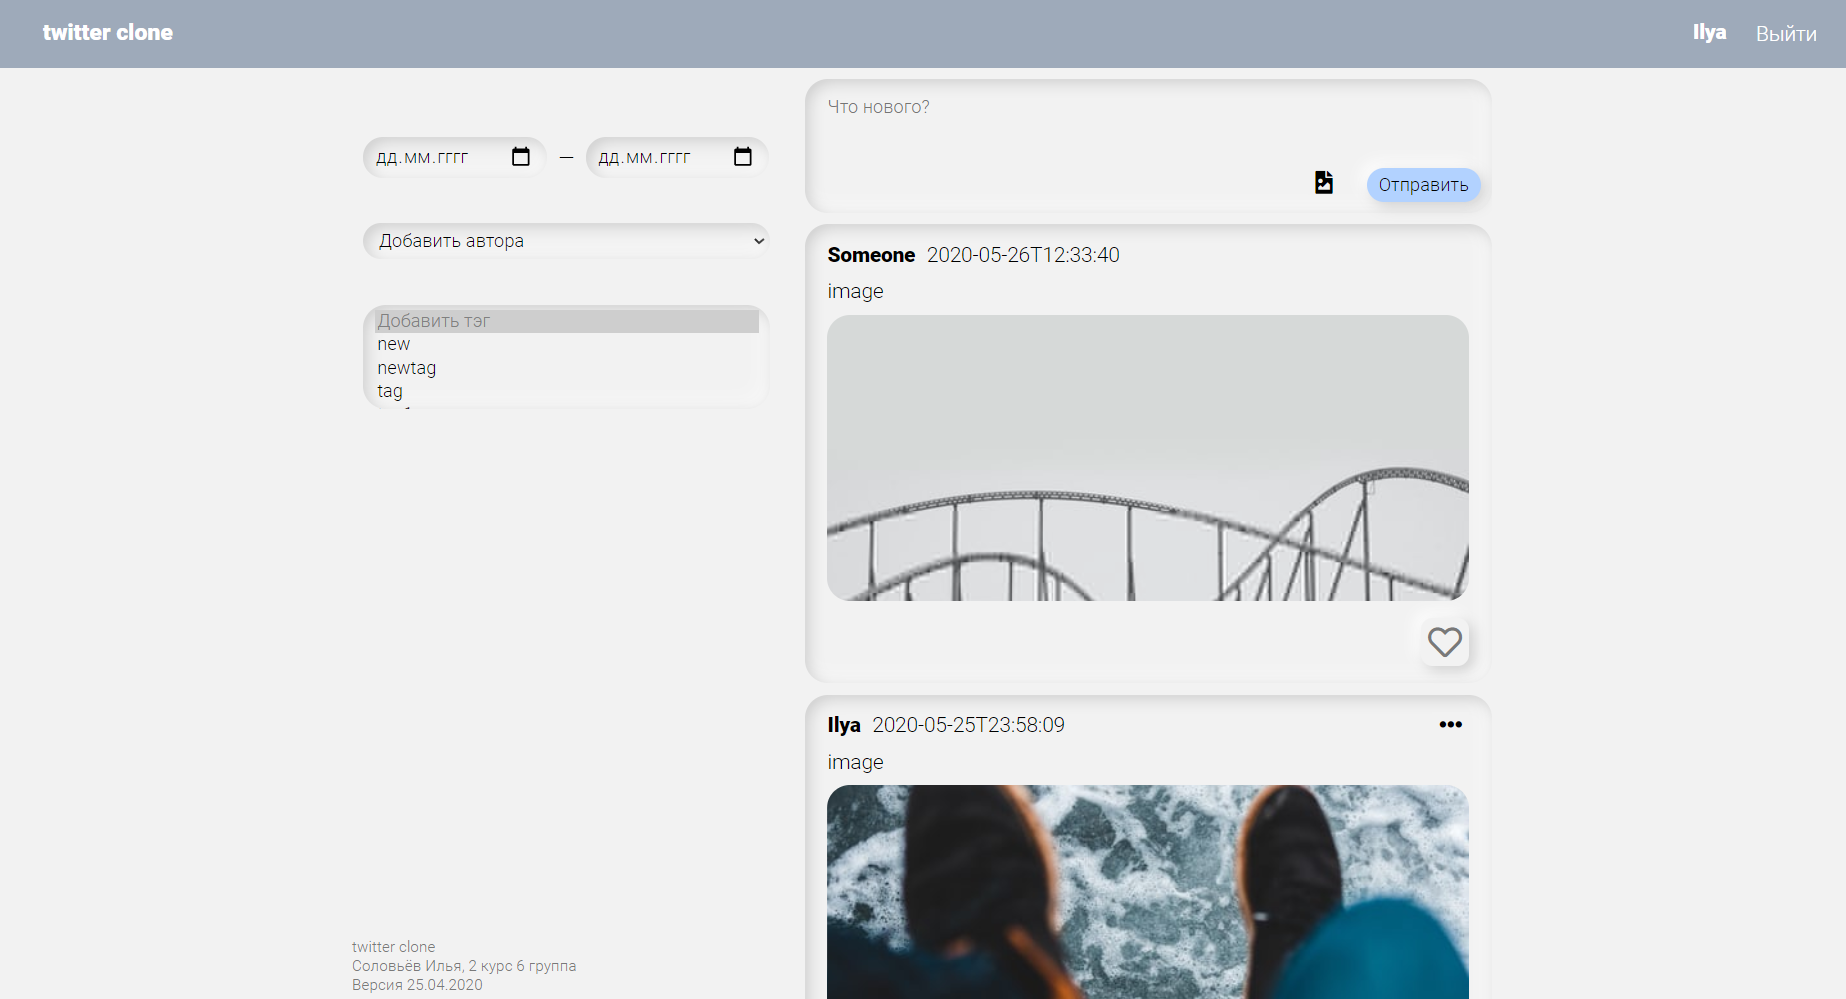 twitter clone
Ilya
Выйти
дд.мм.гггг — дд.мм.гггг
Добавить автора
Добавить тэг
new
newtag
tag
Что нового?
Отправить
Someone 2020-05-26T12:33:40
image
Ilya 2020-05-25T23:58:09
image
twitter clone
Соловьёв Илья, 2 курс 6 группа
Версия 25.04.2020